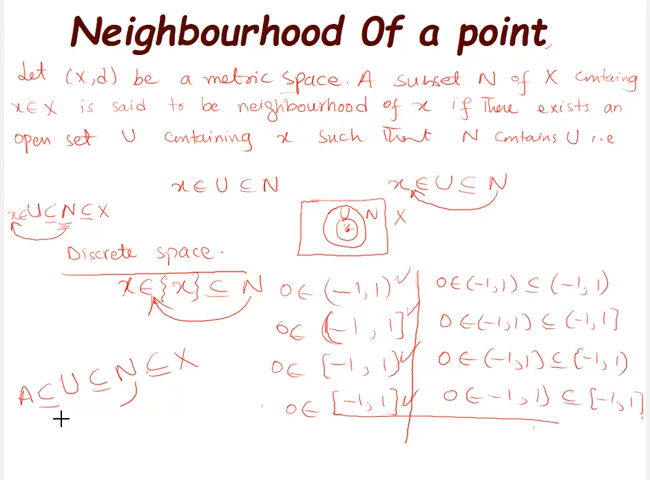 Neighbourhood Of a point
Let (x,d) be a metric space. A subset N of X containg
x∈X is said to be neighbourhood of x if There exists an
open set U containing x such that N contains U i.e
x∈U⊆N
x∈U⊆N
x∈U⊆N⊆X
U N X
x
Discrete space.
x∈{x}⊆N
0∈(-1,1)✓ 0∈(-1,1)⊆(-1,1)
0∈(-1,1]✓ 0∈(-1,1)⊆(-1,1]
0∈[-1,1)✓ 0∈(-1,1)⊆[-1,1)
0∈[-1,1]✓ 0∈-1,1)⊆[-1,1]
A⊆U⊆N⊆X